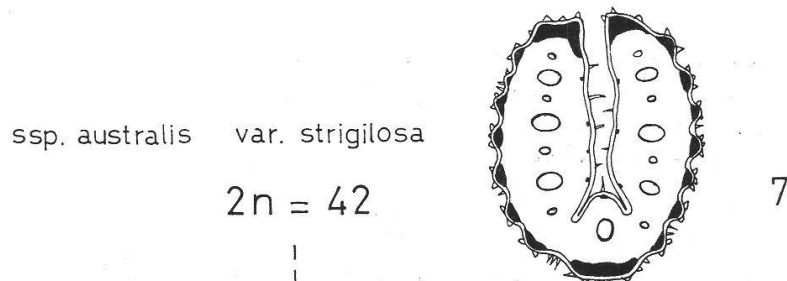 ssp. australis var. strigilosa
2n = 42
7